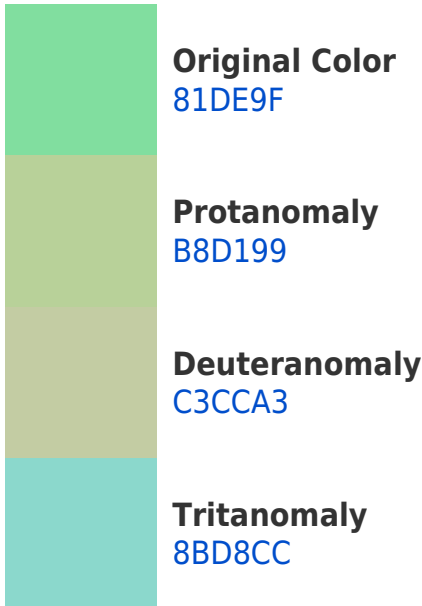 Original Color
81DE9F
Protanomaly
B8D199
Deuteranomaly
C3CCA3
Tritanomaly
8BD8CC